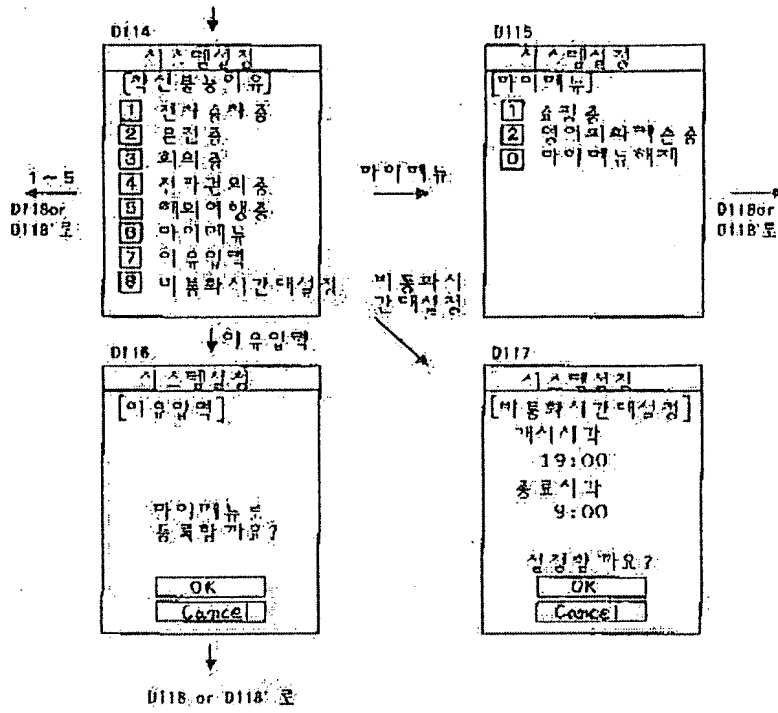 D114
시스템설정
[착신불능이유]
1 전차승차중
2 운전중
3 회의중
4 전파권외중
5 해외여행중
6 마이메뉴
7 이유입력
8 비통화시간대설정
1~5
D118or
D118'로
마이메뉴
D115
시스템설정
[마이메뉴]
1 쇼핑중
2 영어회화레슨중
0 마이메뉴해제
D118or
D118'로
비통화시
간대설정
이유입력
D116
시스템설정
[이유입력]
마이메뉴로
등록할까요?
OK
Cancel
D118 or D118' 로
D117
시스템설정
[비통화시간대설정]
개시시각
19:00
종료시각
9:00
설정할까요?
OK
Cancel